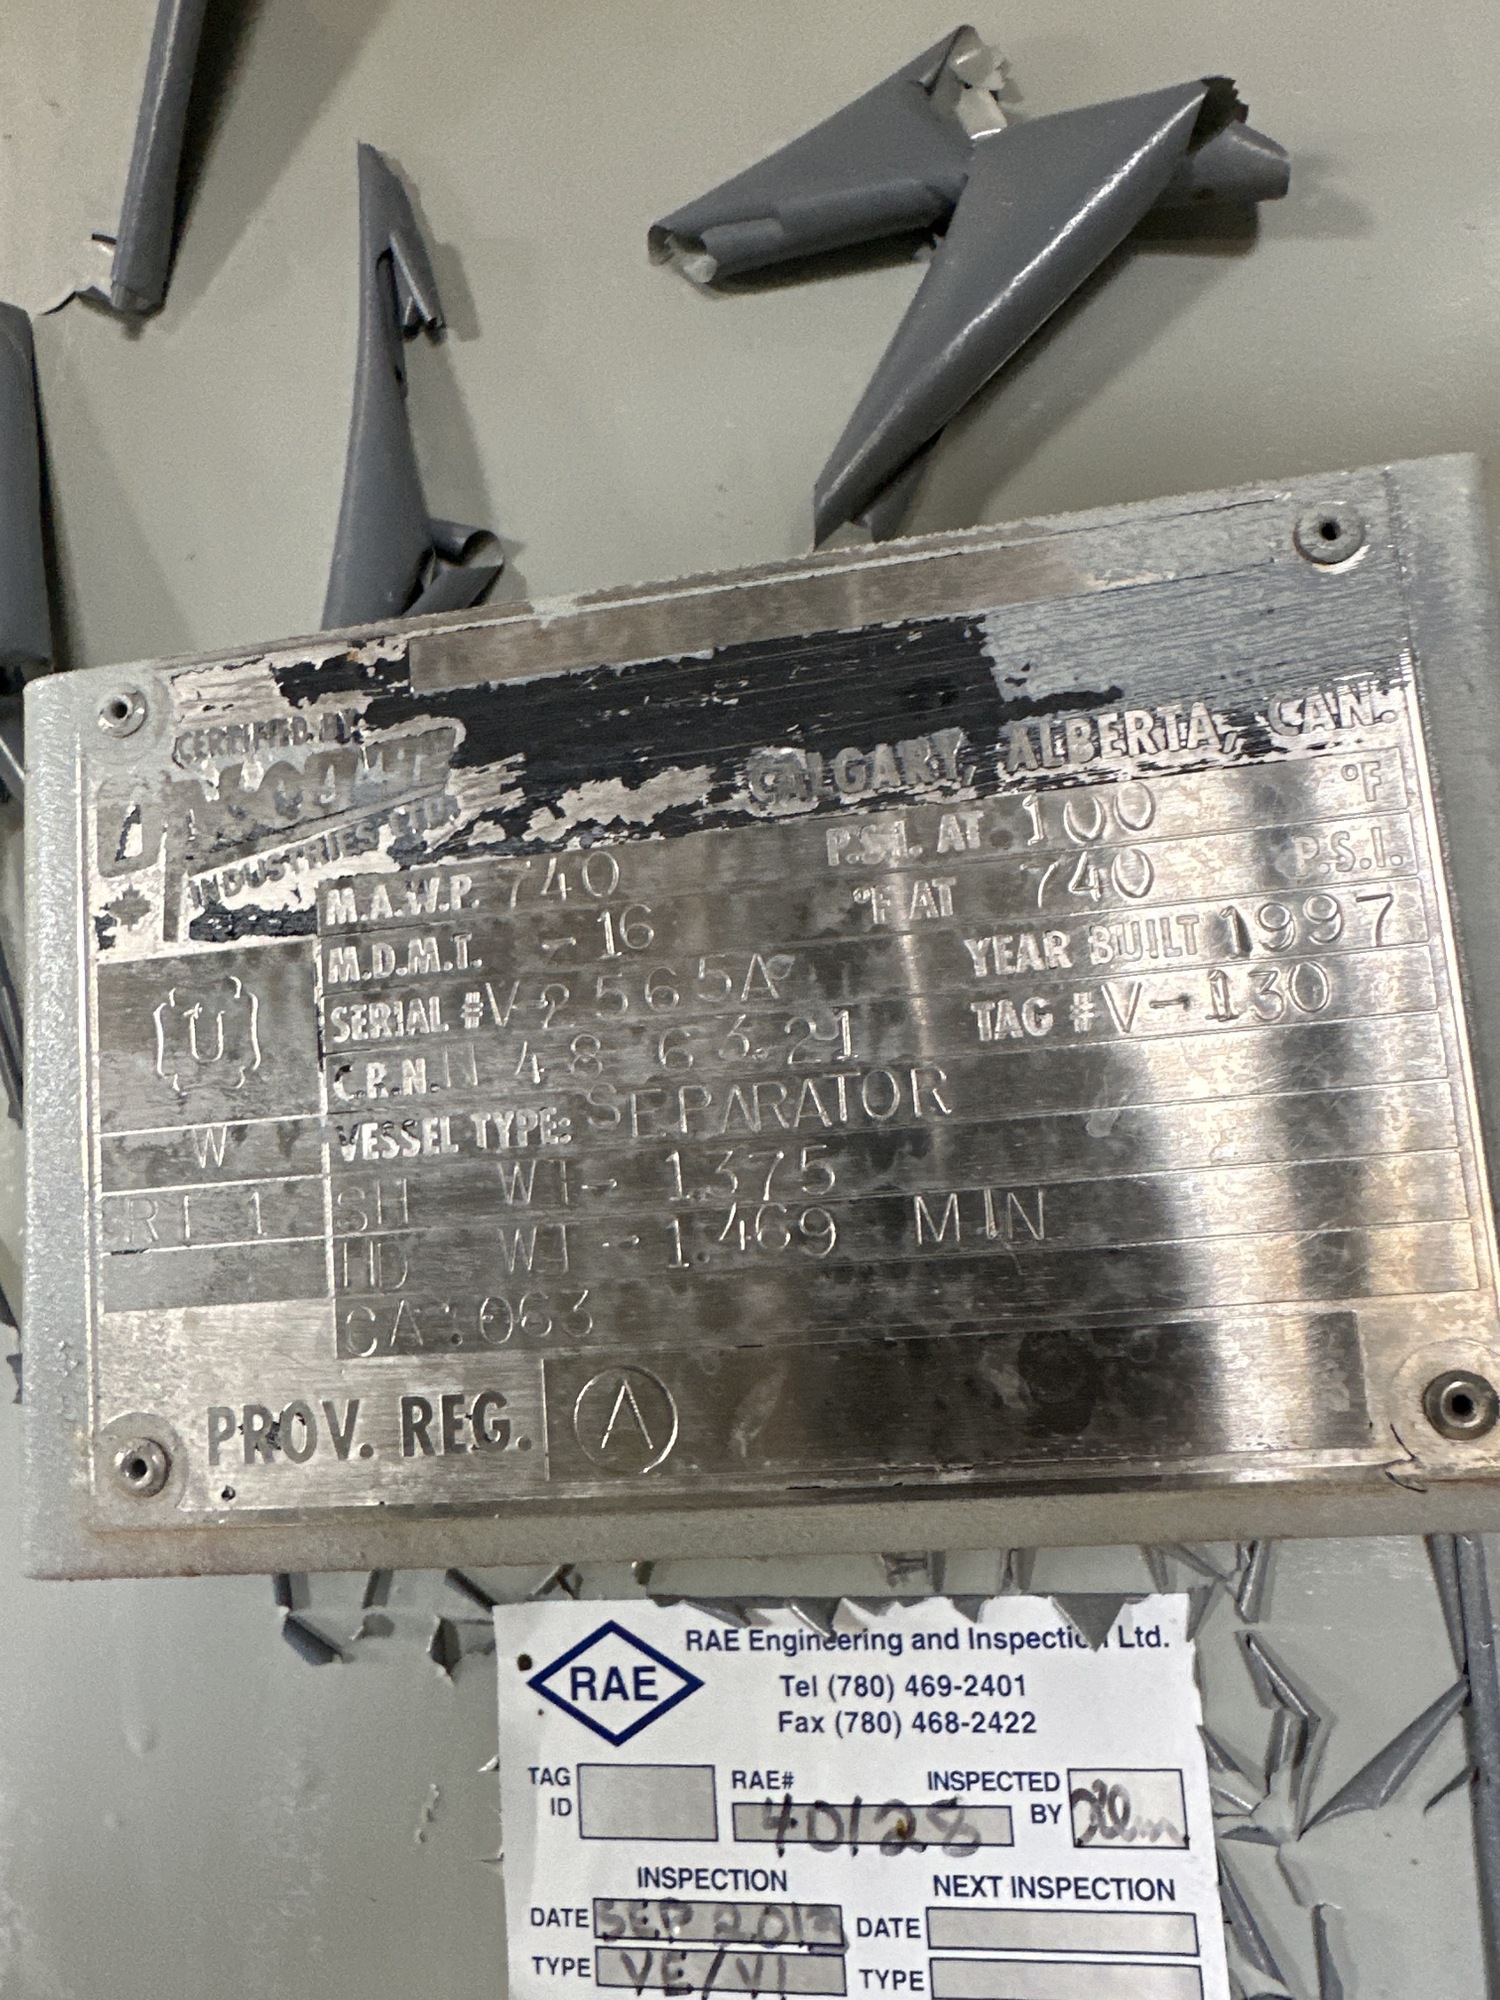 CERTIFIED BY
INDUSTRIES LTD.
CALGARY, ALBERTA, CAN.
M.A.W.P. 740 P.S.I. AT 100 °F
M.D.M.T. -16 °F AT 740 P.S.I.
SERIAL # V-2565A YEAR BUILT 1997
C.R.N. N 4863.21 TAG # V-130
U
VESSEL TYPE: SEPARATOR
W
SH WT- 1.375
RT 1
HD WT - 1.469 MIN
CA .063
PROV. REG. A
RAE
RAE Engineering and Inspection Ltd.
Tel (780) 469-2401
Fax (780) 468-2422
TAG ID
RAE# 40128
INSPECTED BY
INSPECTION
NEXT INSPECTION
DATE SEP 2013 DATE
TYPE VE/VI TYPE